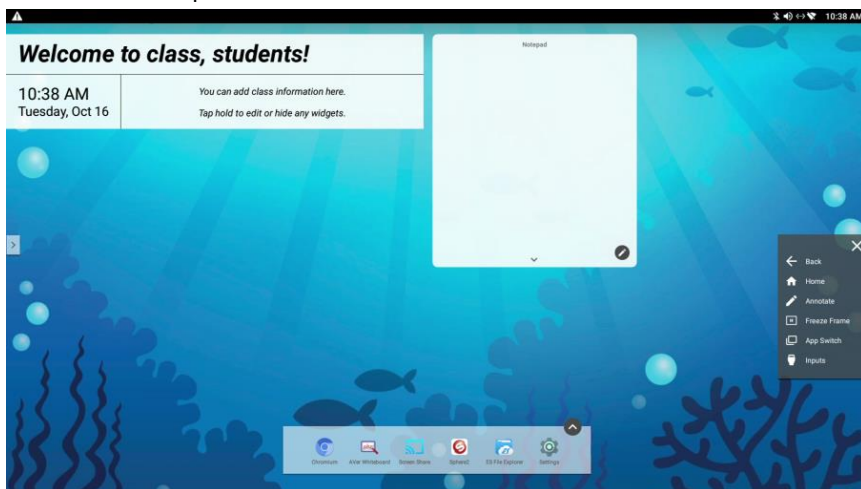 10:38 AM
Welcome to class, students!
10:38 AM
Tuesday, Oct 16
You can add class information here.
Tap hold to edit or hide any widgets.
Notepad
Back
Home
Annotate
Freeze Frame
App Switch
Inputs
Chromium
AVer Whiteboard
Screen Share
Sphere2
ES File Explorer
Settings